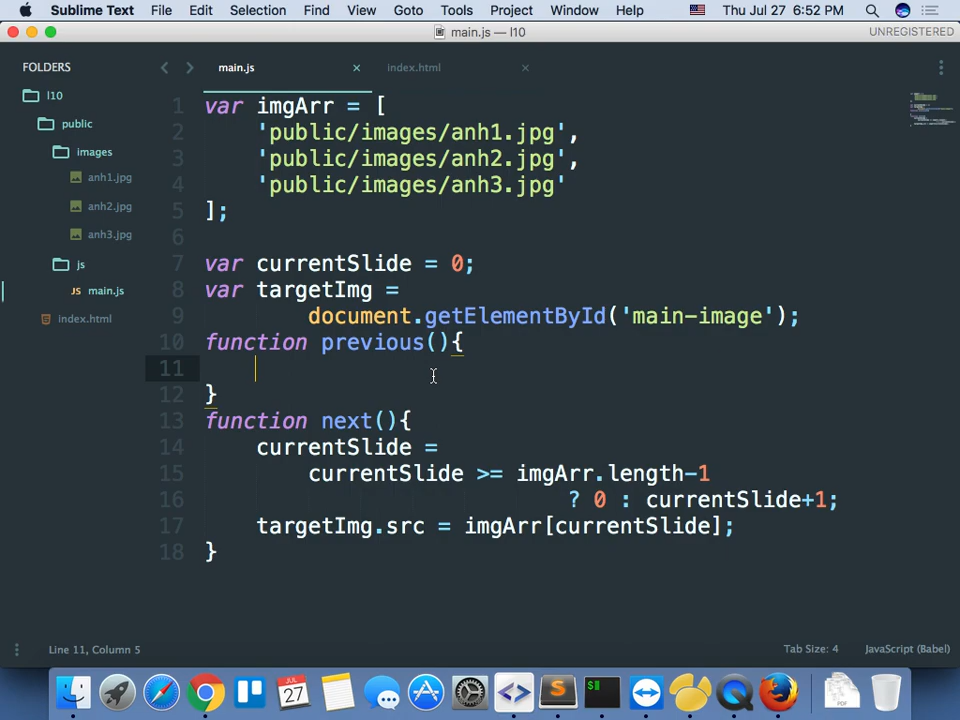 Sublime Text File Edit Selection Find View Goto Tools Project Window Help Thu Jul 27 6:52 PM
main.js — l10 UNREGISTERED
FOLDERS
l10
public
images
anh1.jpg
anh2.jpg
anh3.jpg
js
JS main.js
index.html
main.js × index.html ×
1 var imgArr = [
2 'public/images/anh1.jpg',
3 'public/images/anh2.jpg',
4 'public/images/anh3.jpg'
5 ];
6
7 var currentSlide = 0;
8 var targetImg =
9 document.getElementById('main-image');
10 function previous(){
11
12 }
13 function next(){
14 currentSlide =
15 currentSlide >= imgArr.length-1
16 ? 0 : currentSlide+1;
17 targetImg.src = imgArr[currentSlide];
18 }
Line 11, Column 5 Tab Size: 4 JavaScript (Babel)
JUL
27
PDF